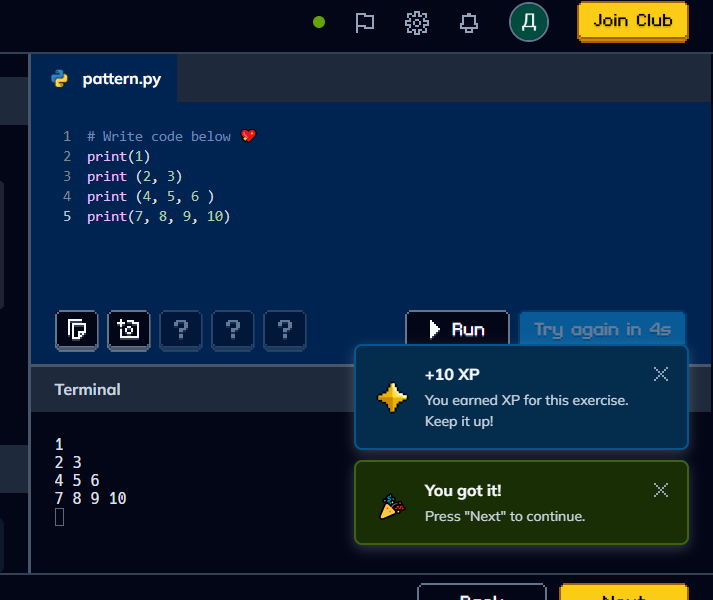 Д
Join Club
pattern.py
1 # Write code below 💖
2 print(1)
3 print (2, 3)
4 print (4, 5, 6 )
5 print(7, 8, 9, 10)
? ? ?
Run
Try again in 4s
Terminal
1
2 3
4 5 6
7 8 9 10
+10 XP
You earned XP for this exercise.
Keep it up!
You got it!
Press "Next" to continue.
Back
Next